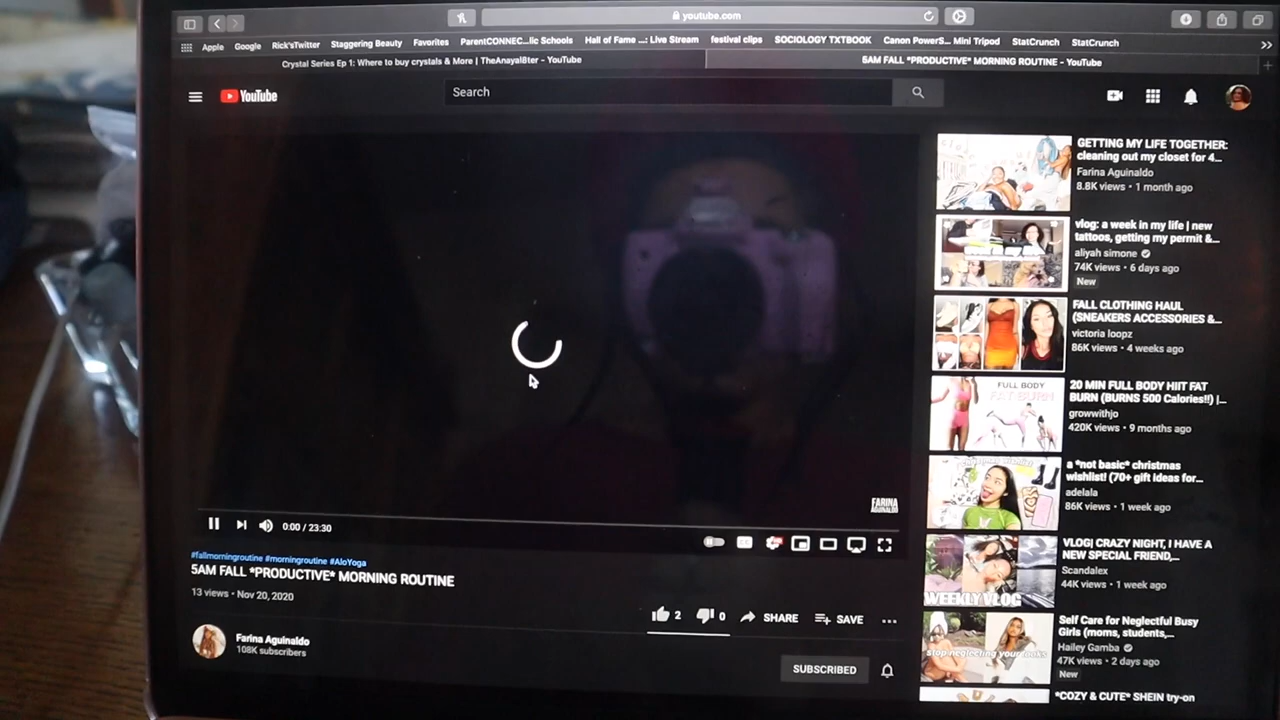 youtube.com
Apple Google Rick'sTwitter Staggering Beauty Favorites ParentCONNEC...lic Schools Hall of Fame ...: Live Stream festival clips SOCIOLOGY TXTBOOK Canon PowerS... Mini Tripod StatCrunch StatCrunch
Crystal Series Ep 1: Where to buy crystals & More | TheAnayal8ter - YouTube
5AM FALL *PRODUCTIVE* MORNING ROUTINE - YouTube
YouTube
Search
FARINA
AGUINALDO
0:00 / 23:30
#fallmorningroutine #morningroutine #AloYoga
5AM FALL *PRODUCTIVE* MORNING ROUTINE
13 views • Nov 20, 2020
2 0 SHARE SAVE
Farina Aguinaldo
108K subscribers
SUBSCRIBED
GETTING MY LIFE TOGETHER:
cleaning out my closet for 4...
Farina Aguinaldo
8.8K views • 1 month ago
vlog: a week in my life | new
tattoos, getting my permit &...
aliyah simone
74K views • 6 days ago
New
FALL CLOTHING HAUL
(SNEAKERS ACCESSORIES &...
victoria loopz
86K views • 4 weeks ago
FULL BODY
FAT BURN
20 MIN FULL BODY HIIT FAT
BURN (BURNS 500 Calories!!) |...
growwithjo
420K views • 9 months ago
a *not basic* christmas
wishlist! (70+ gift ideas for...
adelala
86K views • 1 week ago
WEEKLY VLOG
VLOG| CRAZY NIGHT, I HAVE A
NEW SPECIAL FRIEND,...
Scandalex
44K views • 1 week ago
stop neglecting your looks
Self Care for Neglectful Busy
Girls (moms, students,...
Hailey Gamba
47K views • 2 days ago
New
*COZY & CUTE* SHEIN try-on